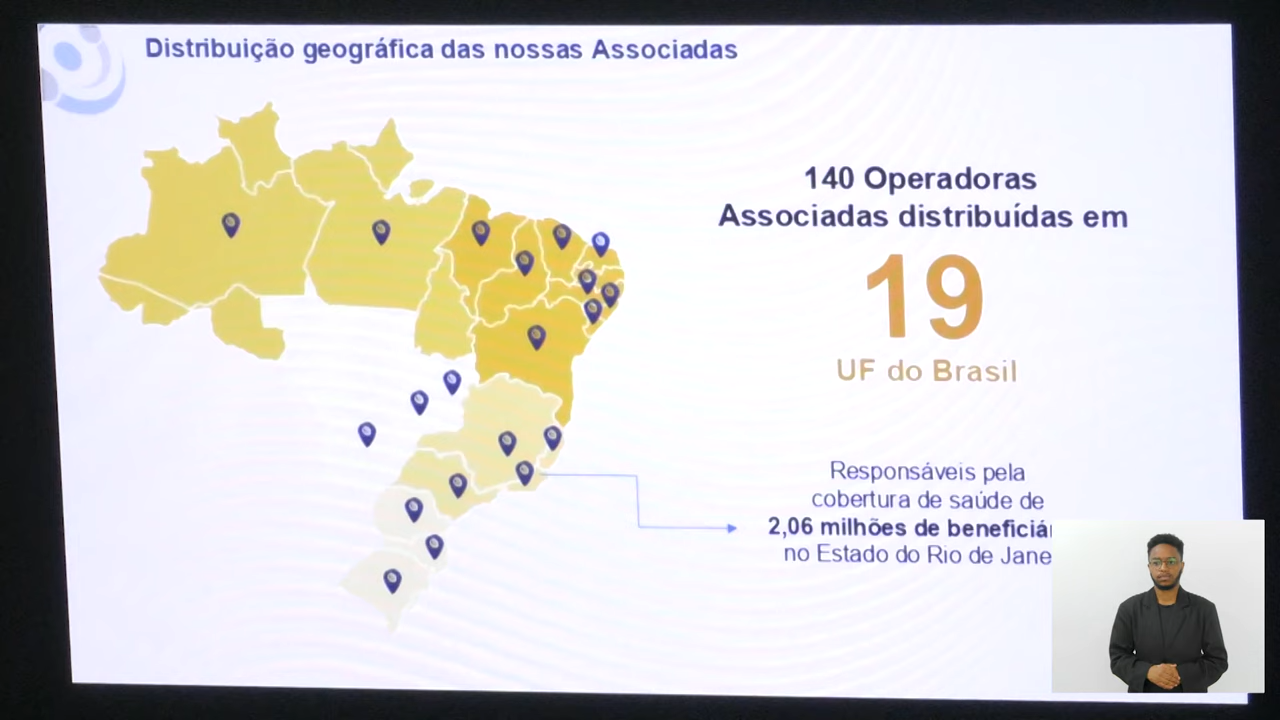 Distribuição geográfica das nossas Associadas
140 Operadoras
Associadas distribuídas em
19
UF do Brasil
Responsáveis pela
cobertura de saúde de
2,06 milhões de
no Estado do Rio de